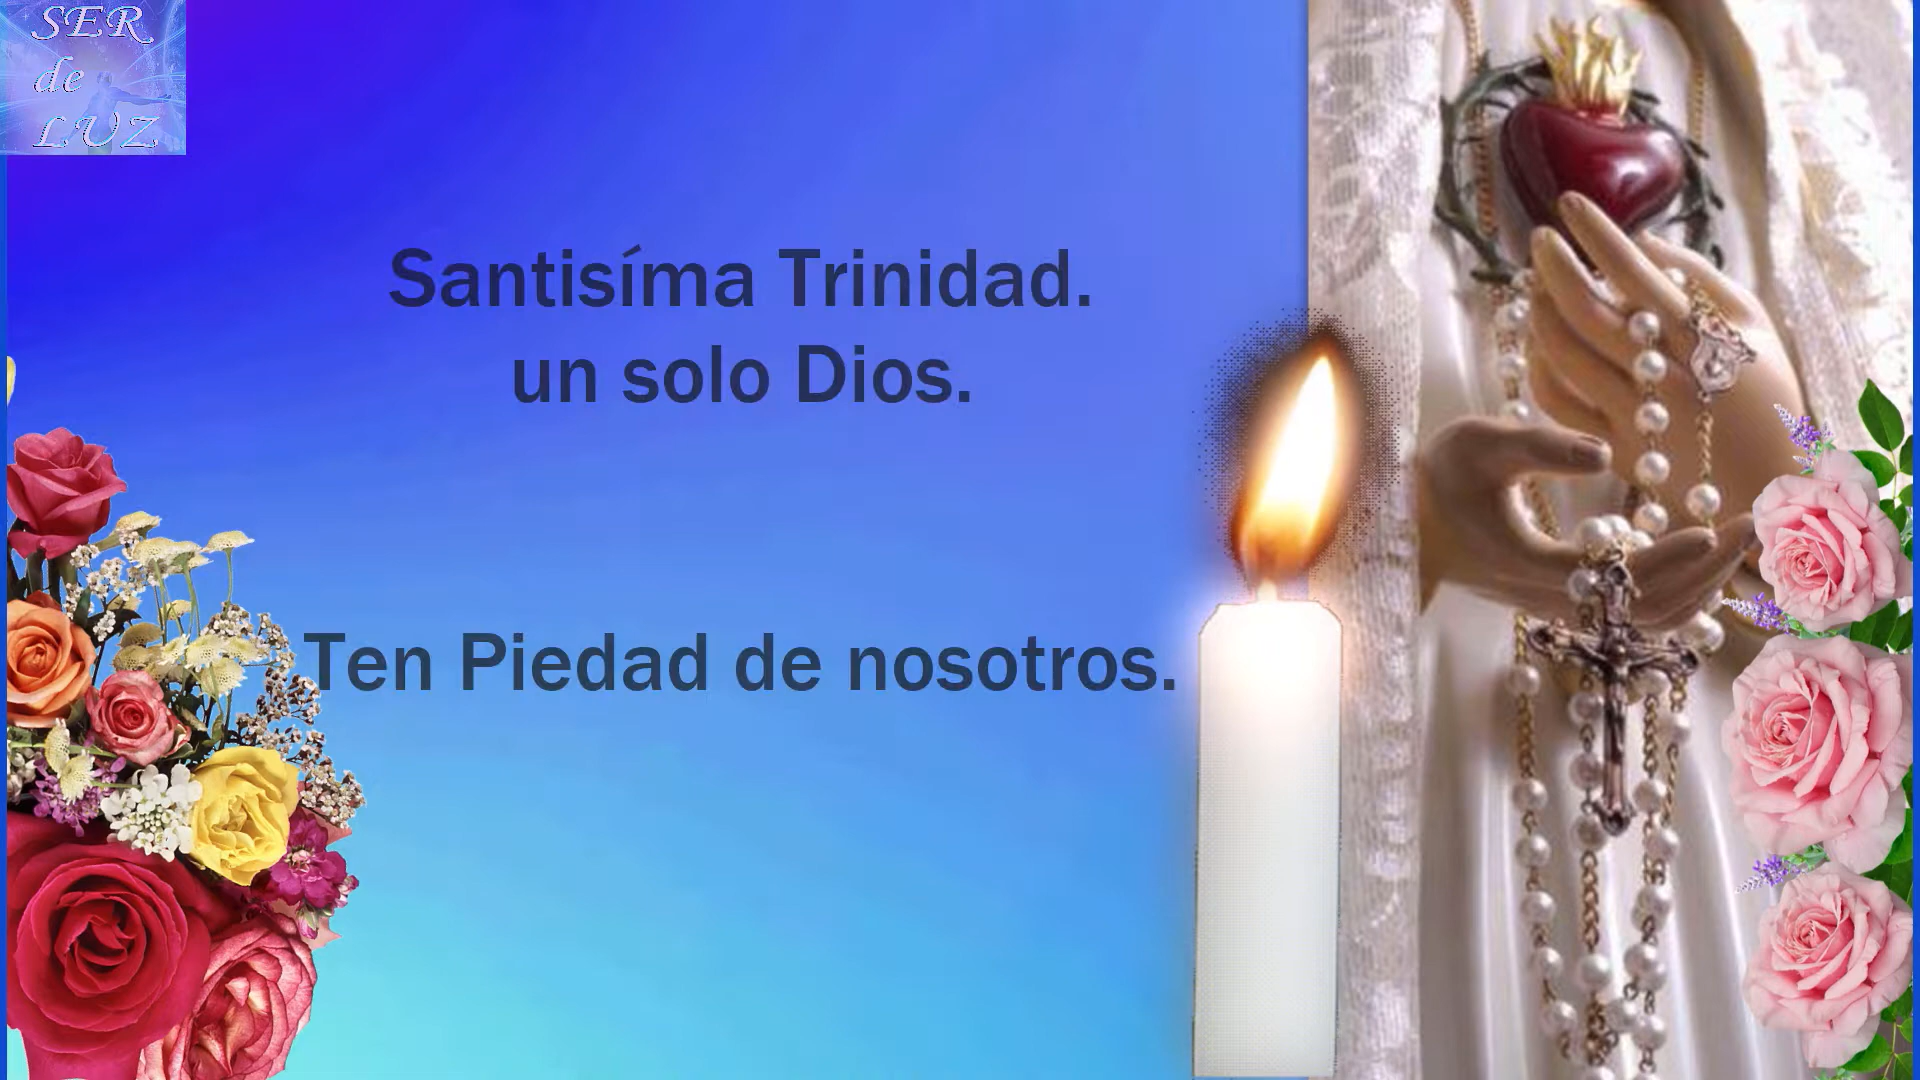 SER
de
LUZ
Santisíma Trinidad.
un solo Dios.
Ten Piedad de nosotros.